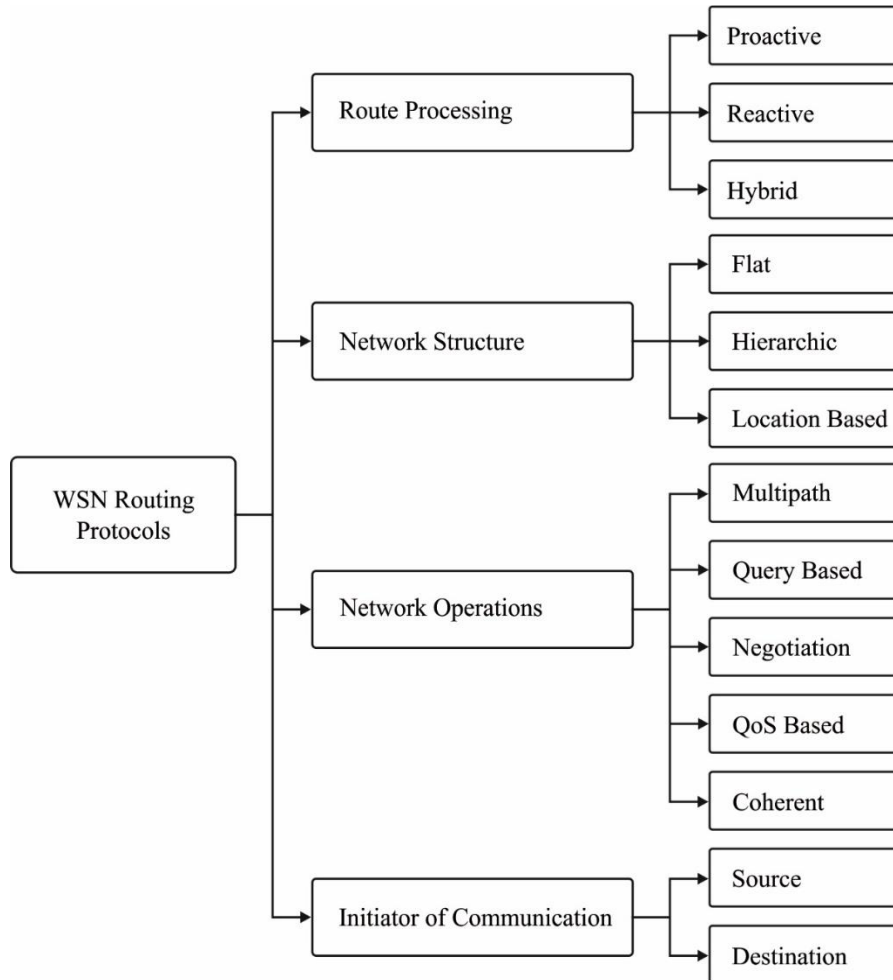 WSN Routing
Protocols
Route Processing
Proactive
Reactive
Hybrid
Network Structure
Flat
Hierarchic
Location Based
Network Operations
Multipath
Query Based
Negotiation
QoS Based
Coherent
Initiator of Communication
Source
Destination